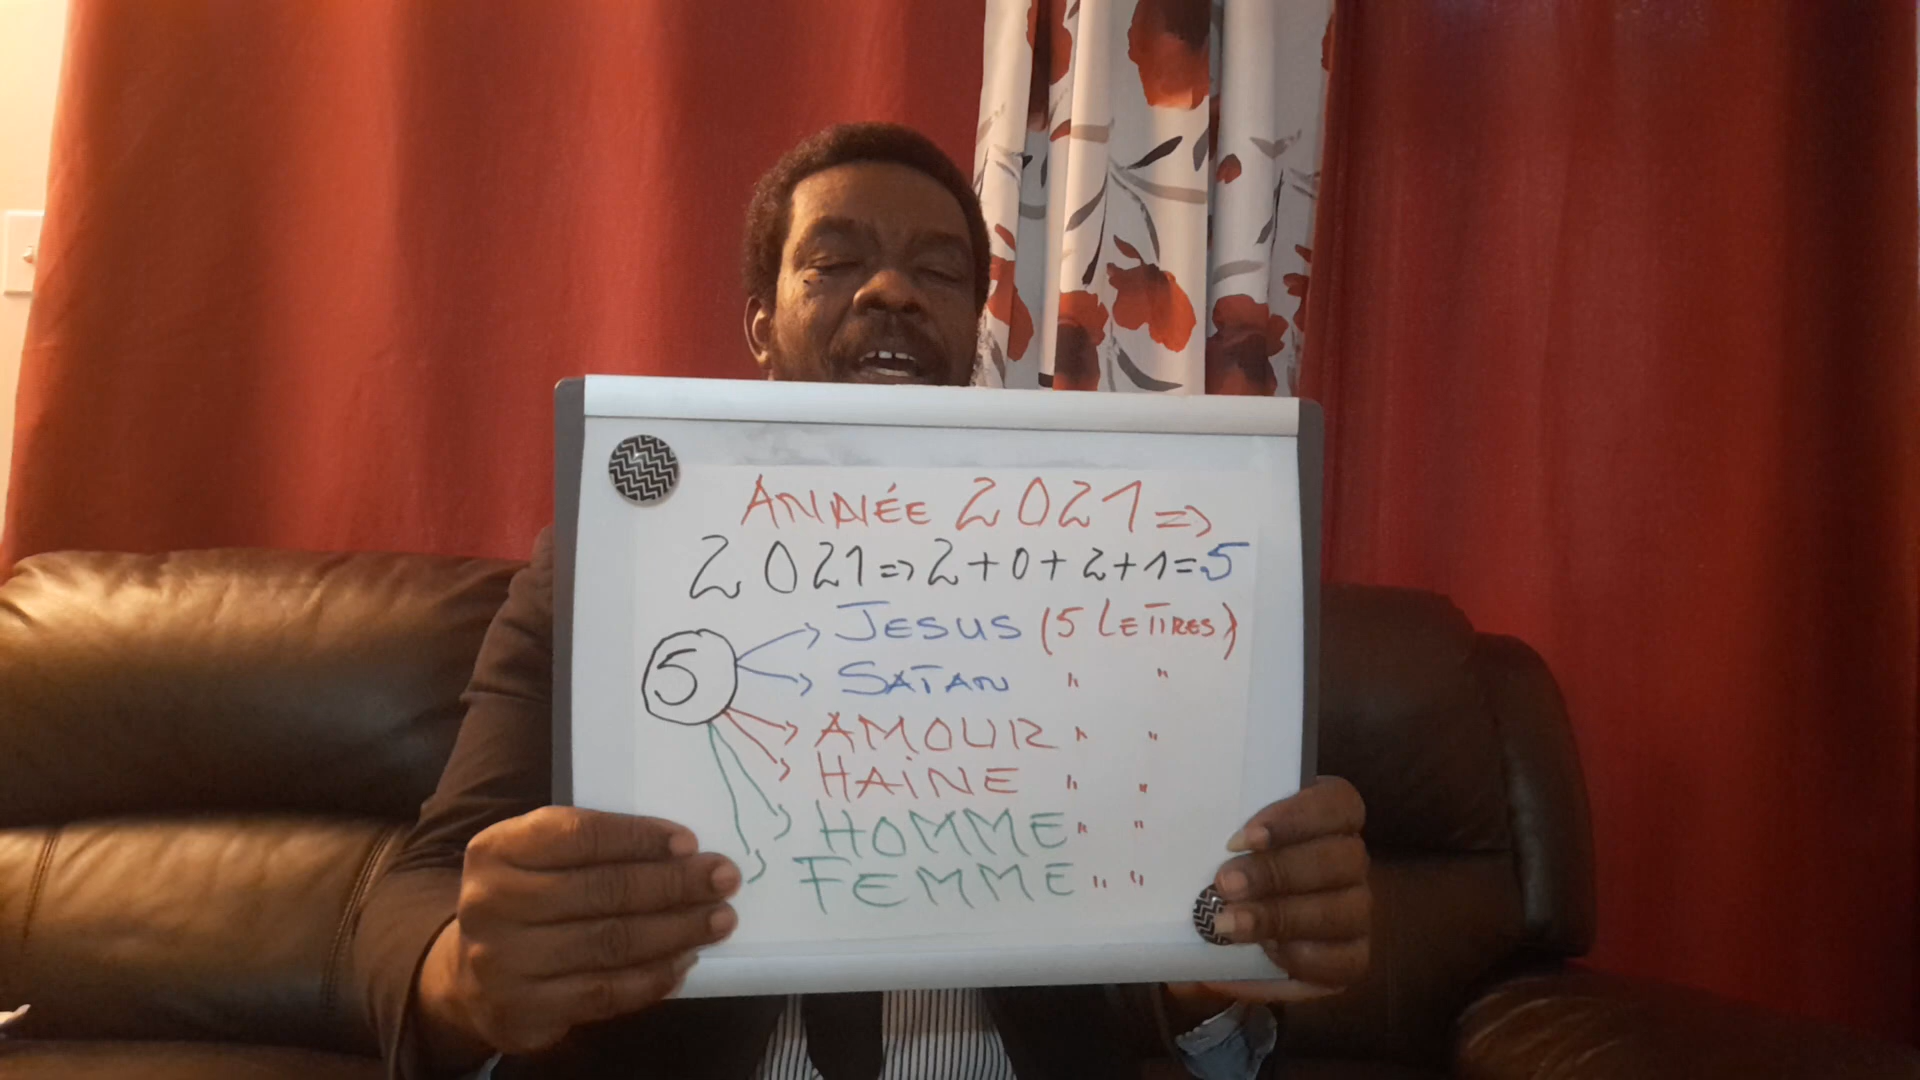 ANNÉE 2021 =>
2021 => 2+0+2+1=5
5
JESUS (5 LETTRES)
SATAN " "
AMOUR " "
HAINE " "
HOMME " "
FEMME " "